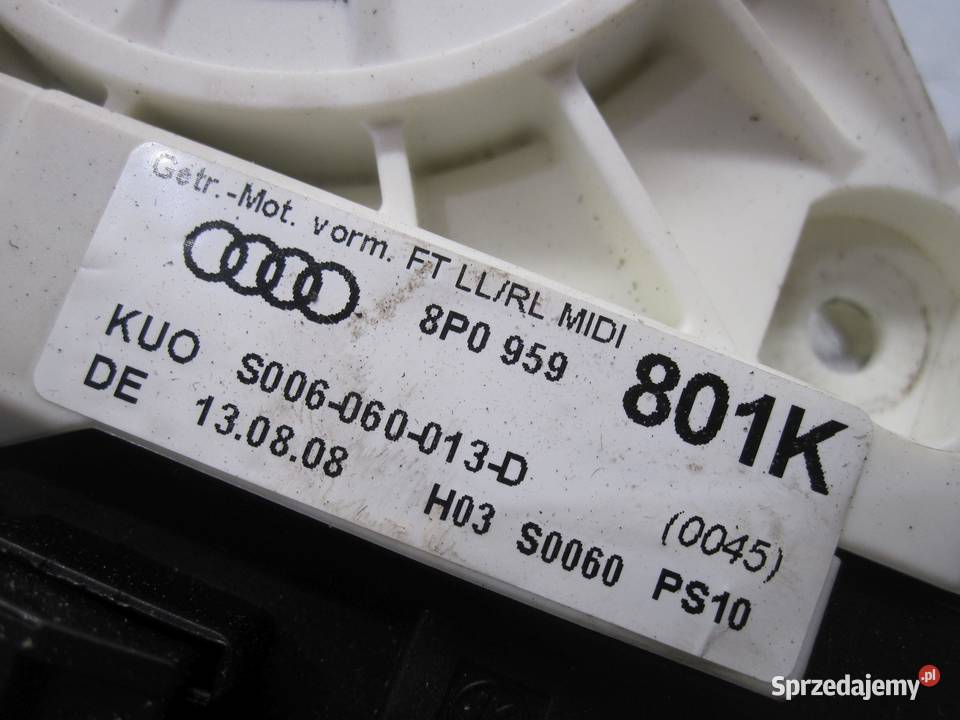 Getr.-Mot. vorm. FT LL/RL MIDI
8P0 959 801K
KUO S006-060-013-D
DE 13.08.08
(0045)
H03 S0060 PS10
Sprzedajemy.pl